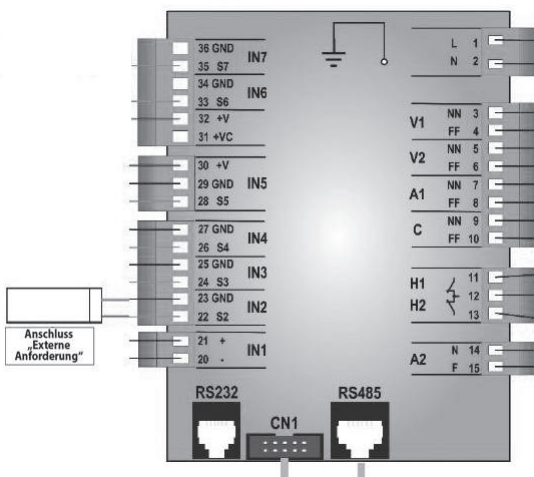 36 GND
35 S7
IN7
34 GND
33 S6
IN6
32 +V
31 +VC
30 +V
29 GND
28 S5
IN5
27 GND
26 S4
IN4
25 GND
24 S3
IN3
23 GND
22 S2
IN2
21 +
20 -
IN1
Anschluss
„Externe
Anforderung“
L 1
N 2
V1
NN 3
FF 4
V2
NN 5
FF 6
A1
NN 7
FF 8
C
NN 9
FF 10
H1
H2
11
12
13
A2
N 14
F 15
RS232
CN1
RS485